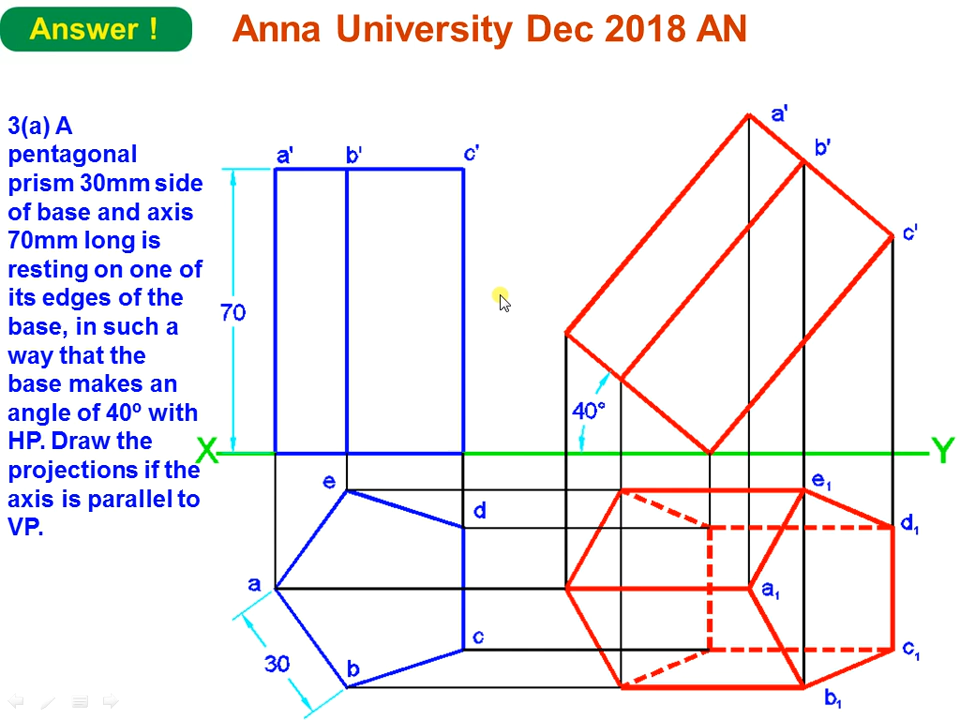 Answer !
Anna University Dec 2018 AN
3(a) A
pentagonal
prism 30mm side
of base and axis
70mm long is
resting on one of
its edges of the
base, in such a
way that the
base makes an
angle of 40º with
HP. Draw the
projections if the
axis is parallel to
VP.
a' b' c'
a'
b'
c'
70
40°
X Y
e
d
a
c
b
30
e₁
d₁
a₁
c₁
b₁